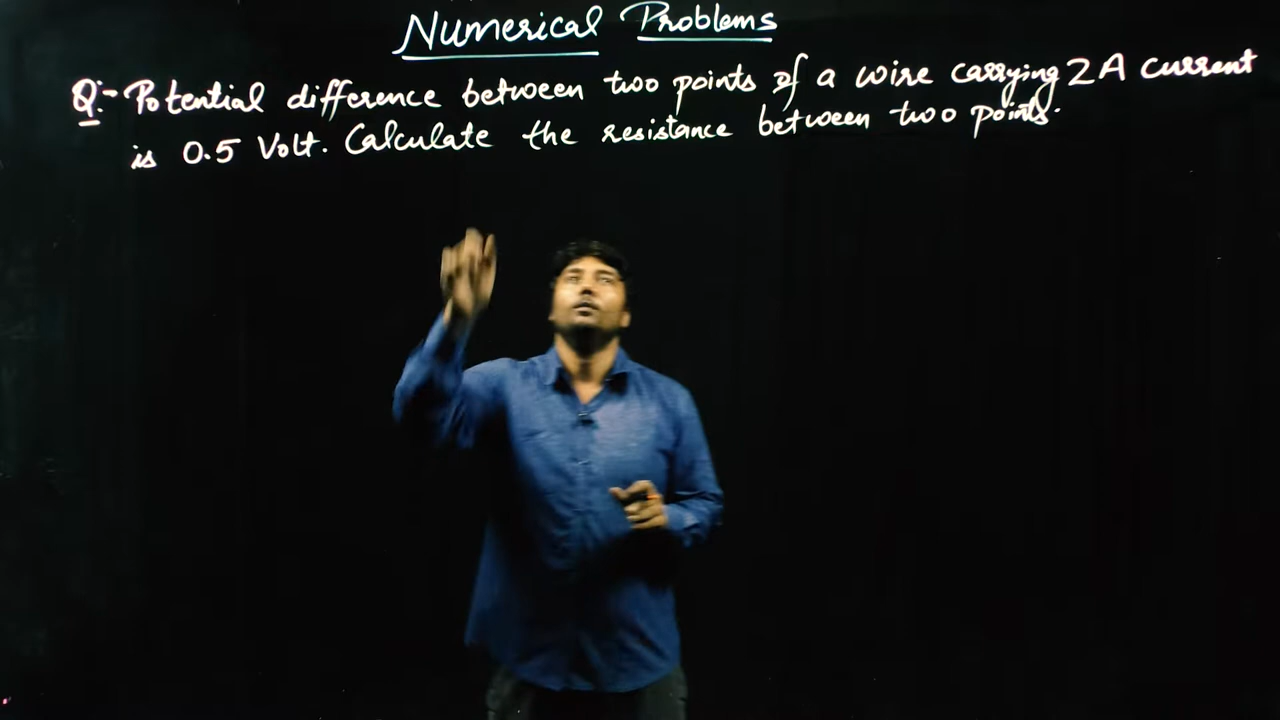 Numerical Problems
Q:- Potential difference between two points of a wire carrying 2A current
is 0.5 Volt. Calculate the resistance between two points.